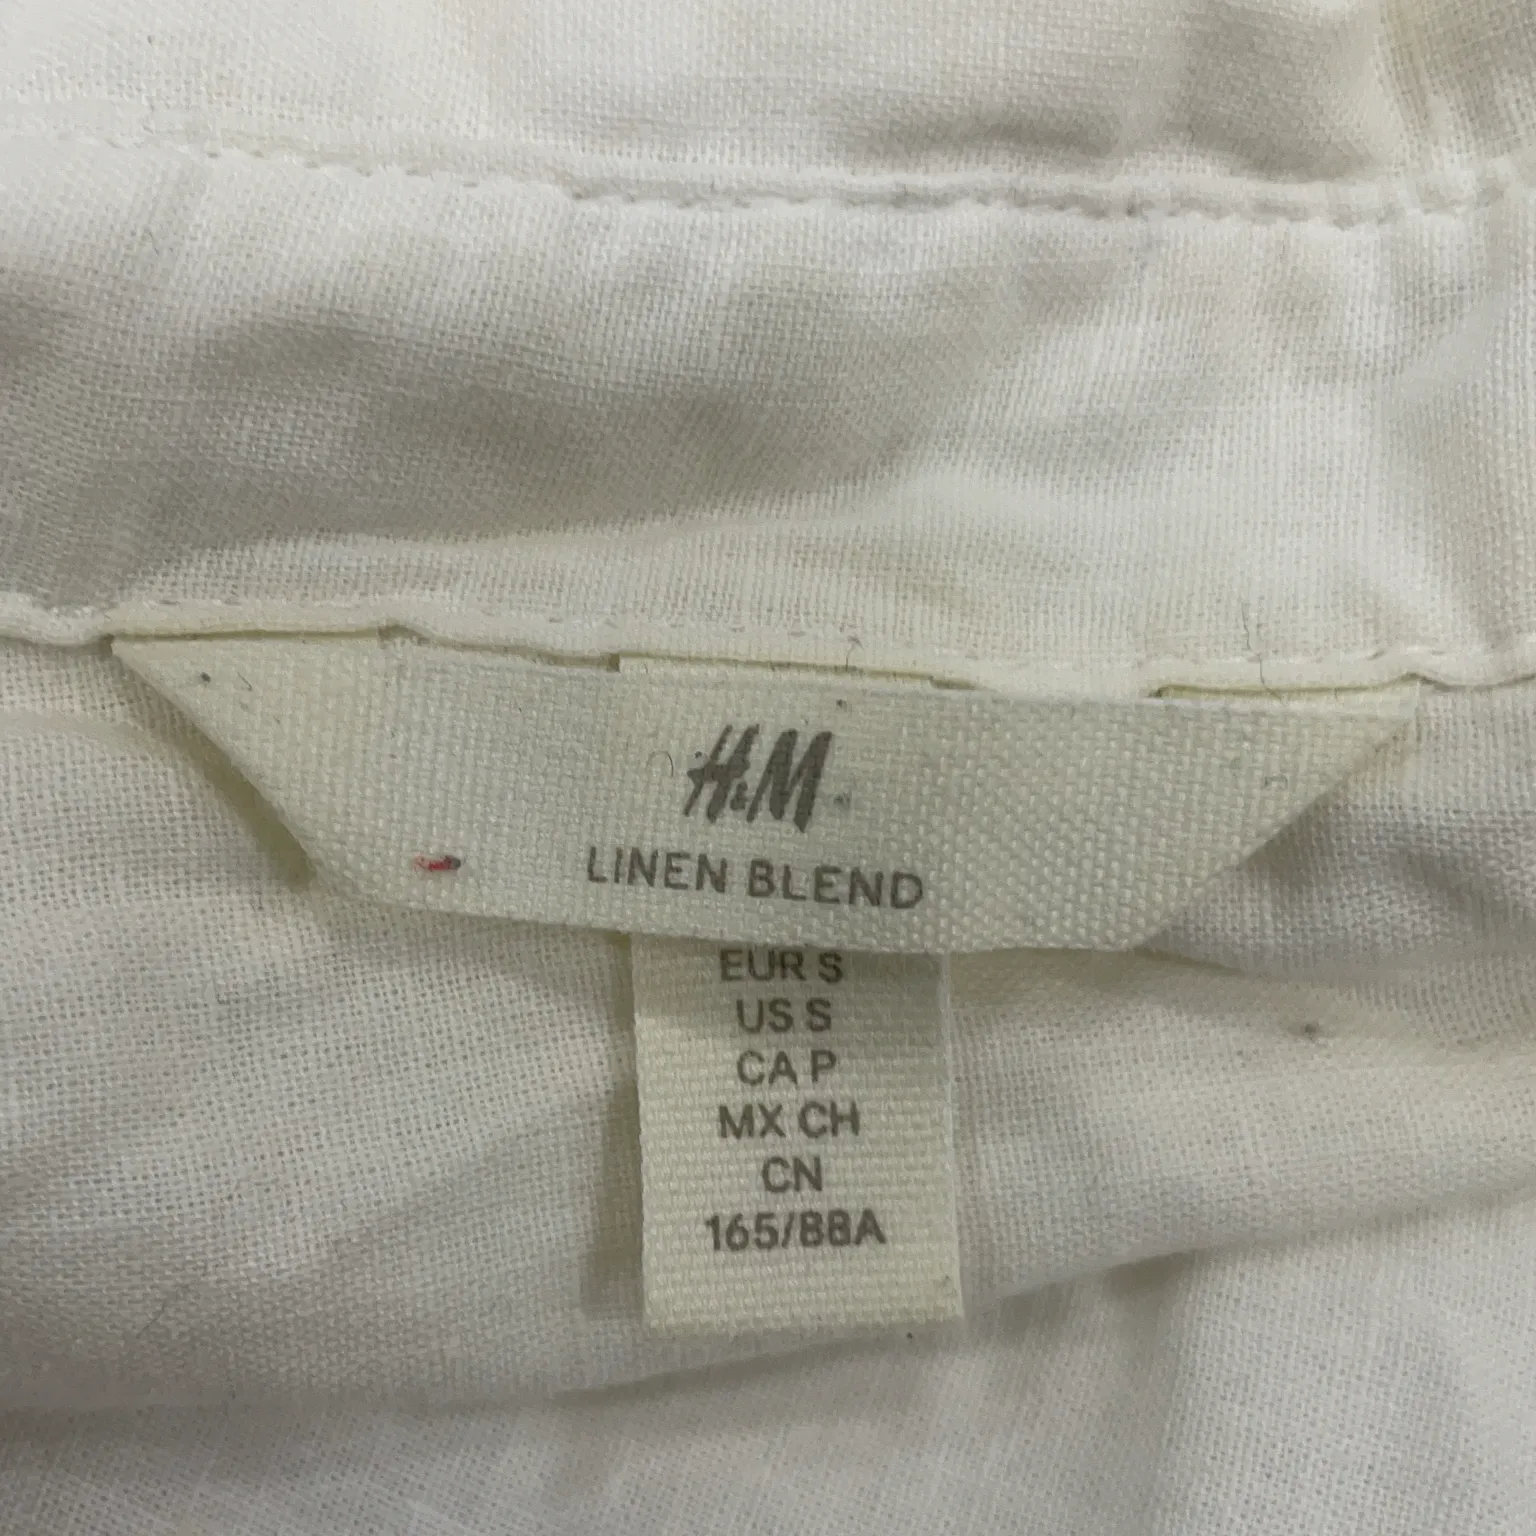 H&M
LINEN BLEND
EUR S
US S
CA P
MX CH
CN
165/88A